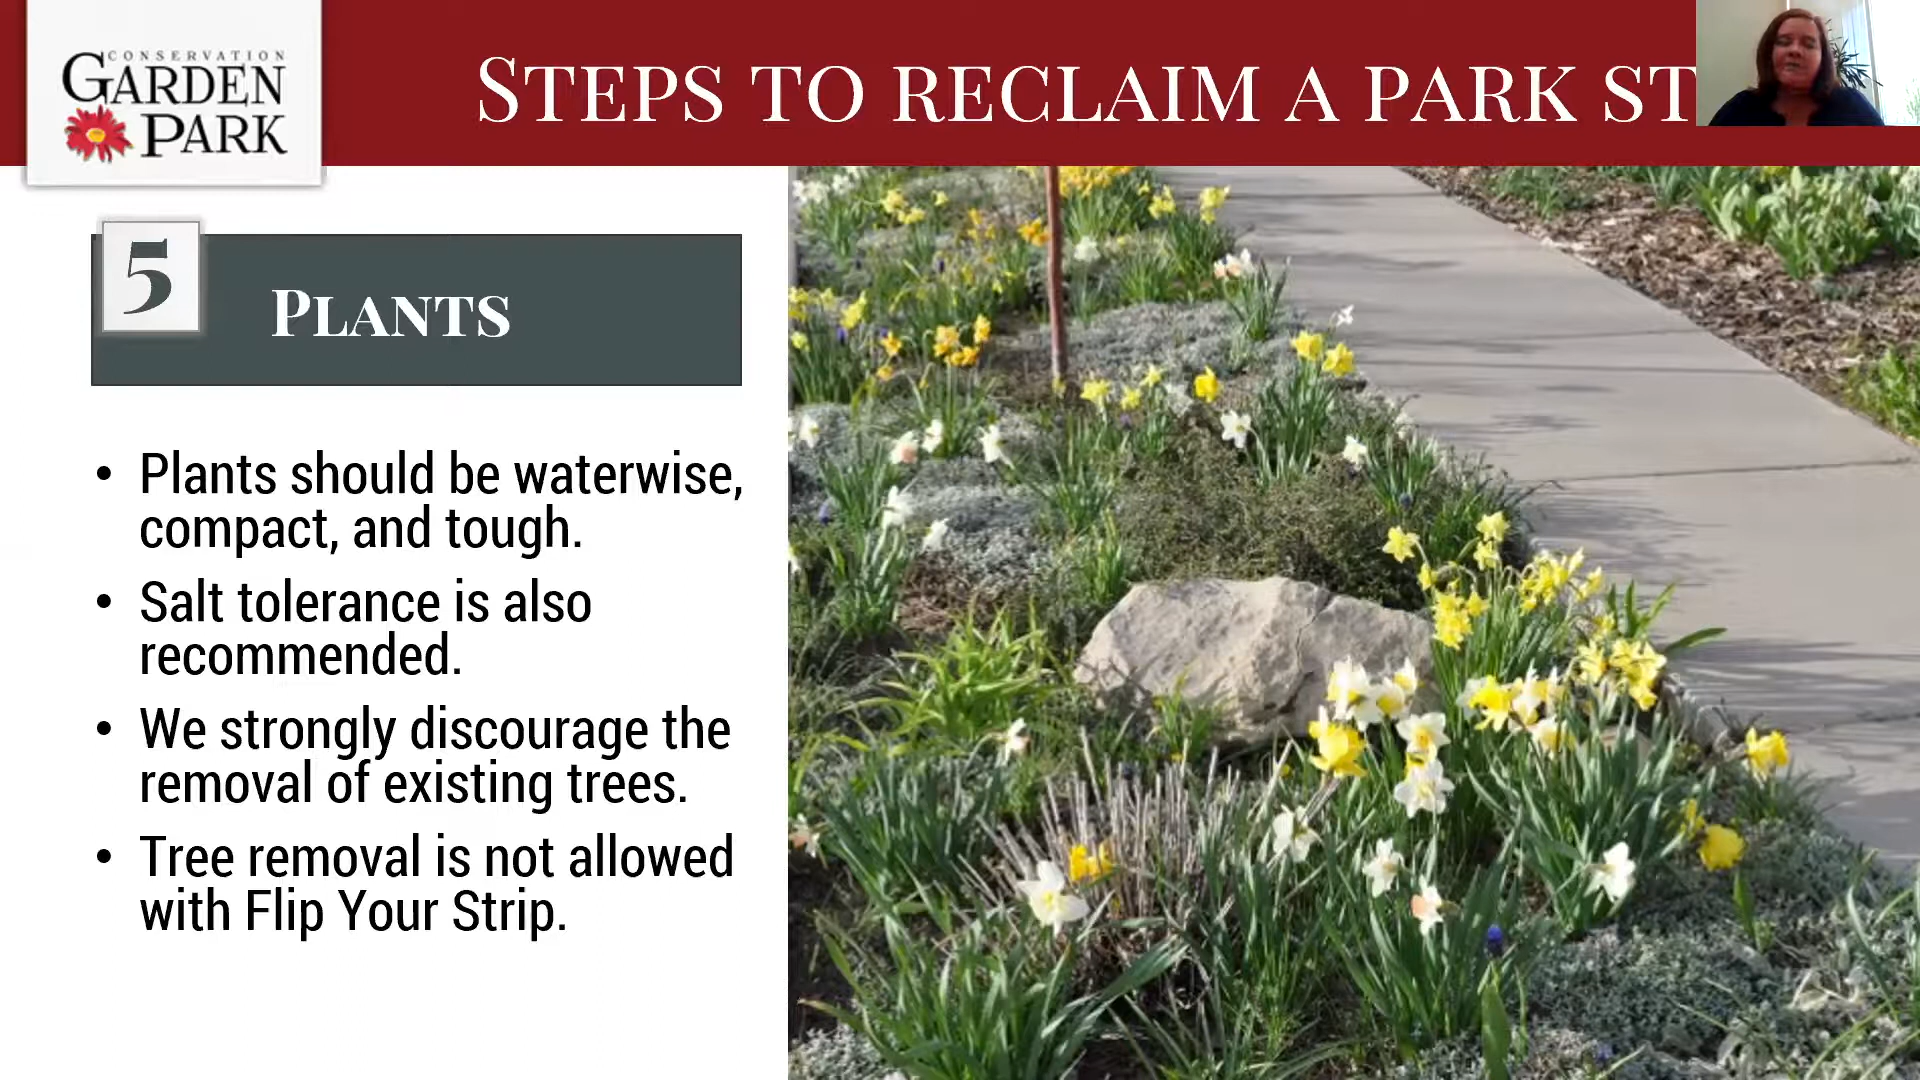 CONSERVATION
GARDEN
PARK
STEPS TO RECLAIM A PARK ST
5
PLANTS
• Plants should be waterwise,
compact, and tough.
• Salt tolerance is also
recommended.
• We strongly discourage the
removal of existing trees.
• Tree removal is not allowed
with Flip Your Strip.